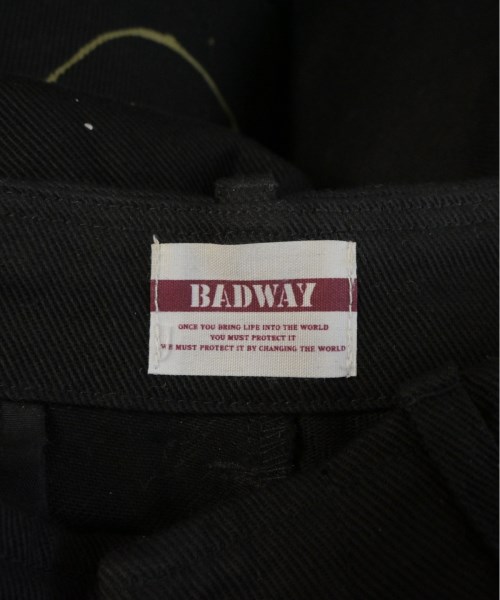 BADWAY
ONCE YOU BRING LIFE INTO THE WORLD
YOU MUST PROTECT IT
WE MUST PROTECT IT BY CHANGING THE WORLD